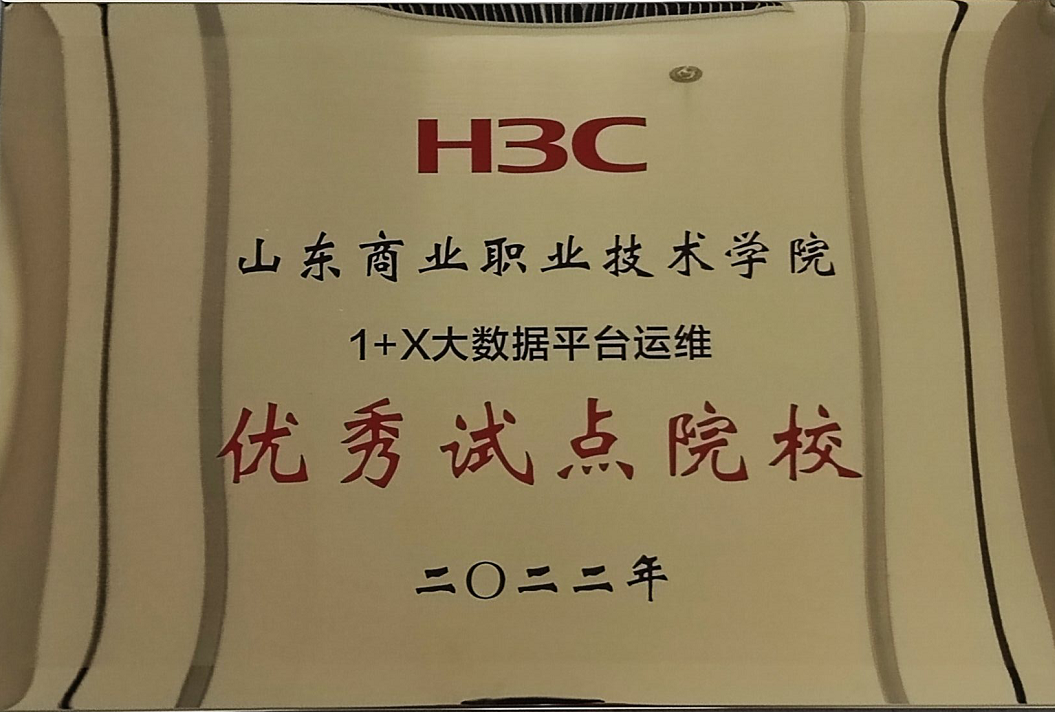 H3C
山东商业职业技术学院
1+X大数据平台运维
优秀试点院校
二〇二二年